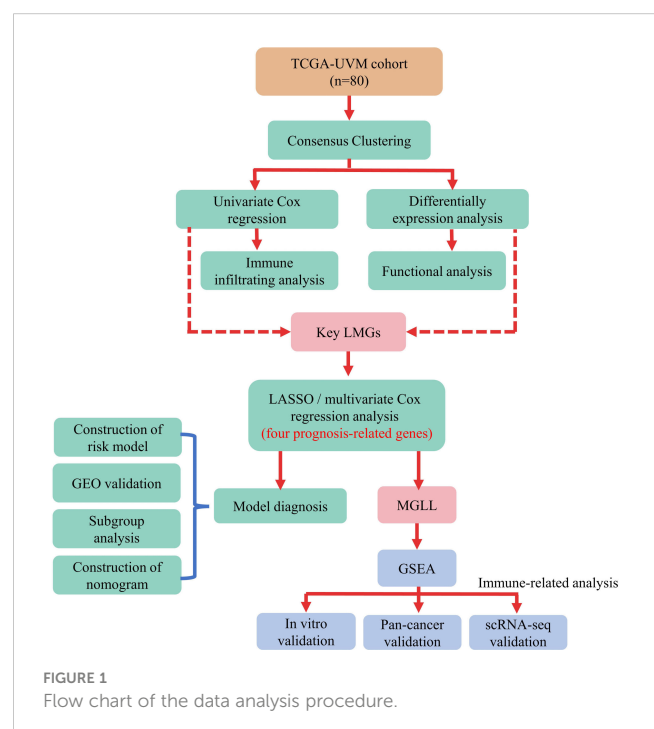 TCGA-UVM cohort
(n=80)
Consensus Clustering
Univariate Cox
regression
Differentially
expression analysis
Immune
infiltrating analysis
Functional analysis
Key LMGs
LASSO / multivariate Cox
regression analysis
(four prognosis-related genes)
Construction of
risk model
GEO validation
Subgroup
analysis
Construction of
nomogram
Model diagnosis
MGLL
GSEA
Immune-related analysis
In vitro
validation
Pan-cancer
validation
scRNA-seq
validation
FIGURE 1
Flow chart of the data analysis procedure.